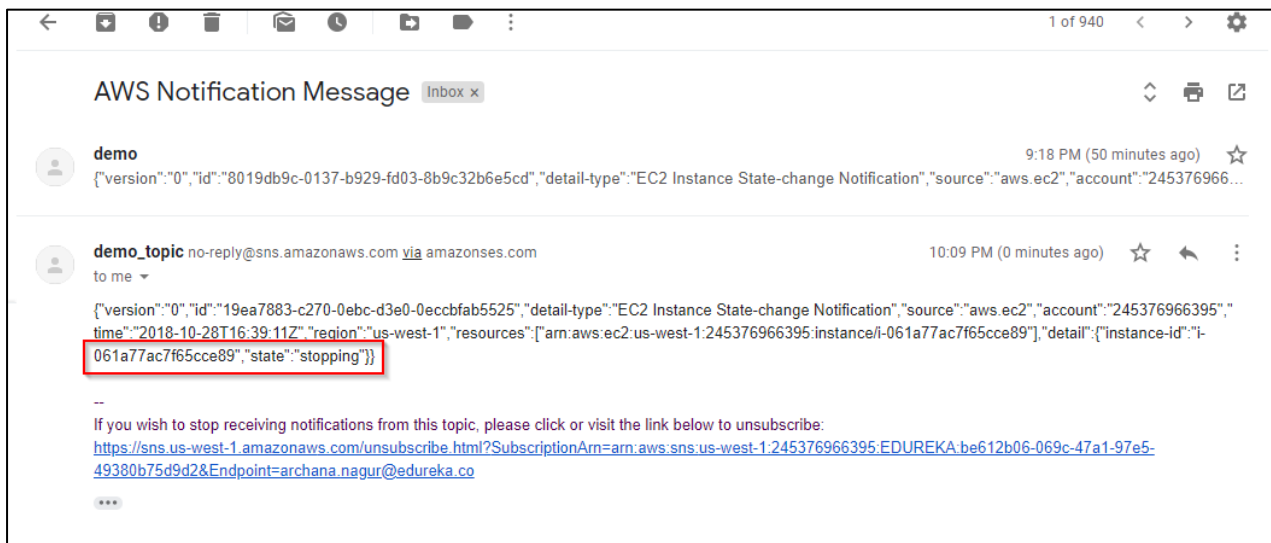 1 of 940
AWS Notification Message Inbox x
demo 9:18 PM (50 minutes ago)
{"version":"0","id":"8019db9c-0137-b929-fd03-8b9c32b6e5cd","detail-type":"EC2 Instance State-change Notification","source":"aws.ec2","account":"245376966...
demo_topic no-reply@sns.amazonaws.com via amazonses.com 10:09 PM (0 minutes ago)
to me
{"version":"0","id":"19ea7883-c270-0ebc-d3e0-0eccbfab5525","detail-type":"EC2 Instance State-change Notification","source":"aws.ec2","account":"245376966395","
time":"2018-10-28T16:39:11Z","region":"us-west-1","resources":["arn:aws:ec2:us-west-1:245376966395:instance/i-061a77ac7f65cce89"],"detail":{"instance-id":"i-
061a77ac7f65cce89","state":"stopping"}}
--
If you wish to stop receiving notifications from this topic, please click or visit the link below to unsubscribe:
https://sns.us-west-1.amazonaws.com/unsubscribe.html?SubscriptionArn=arn:aws:sns:us-west-1:245376966395:EDUREKA:be612b06-069c-47a1-97e5-
49380b75d9d2&Endpoint=archana.nagur@edureka.co